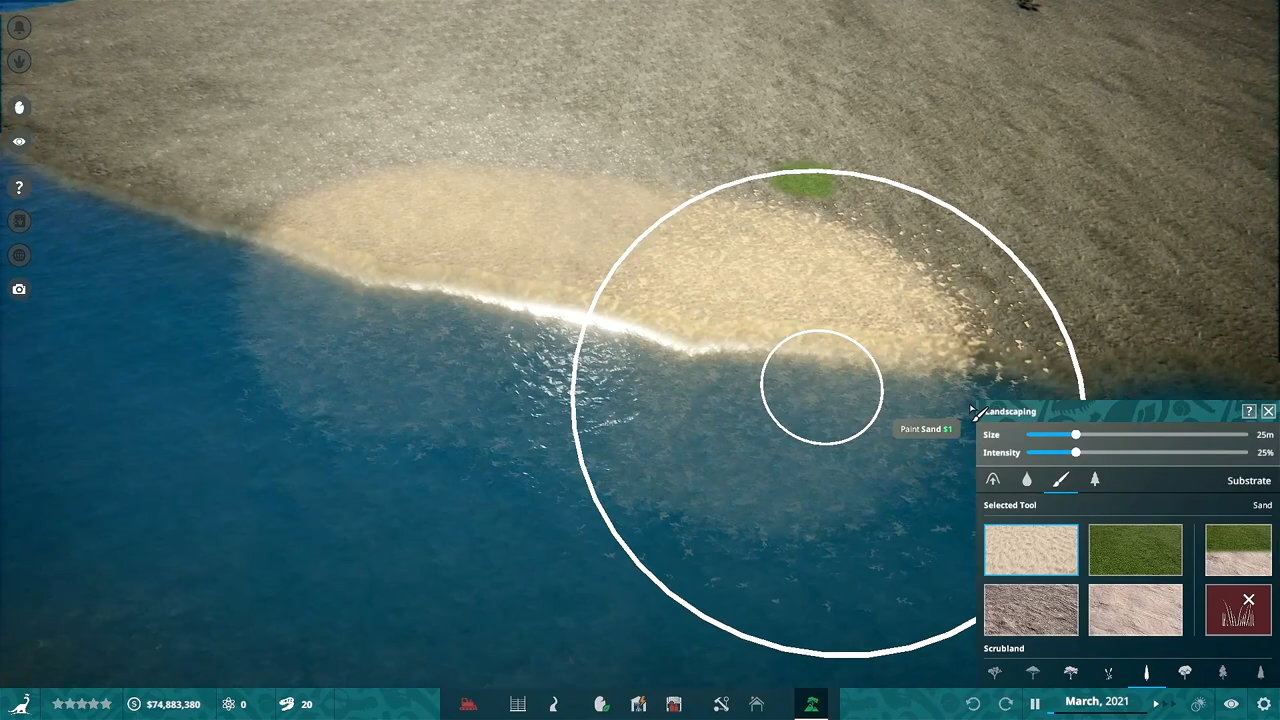 Landscaping
?
Size 25m
Intensity 25%
Paint Sand $1
Substrate
Selected Tool Sand
Scrubland
?
$74,883,380 0 20
March, 2021